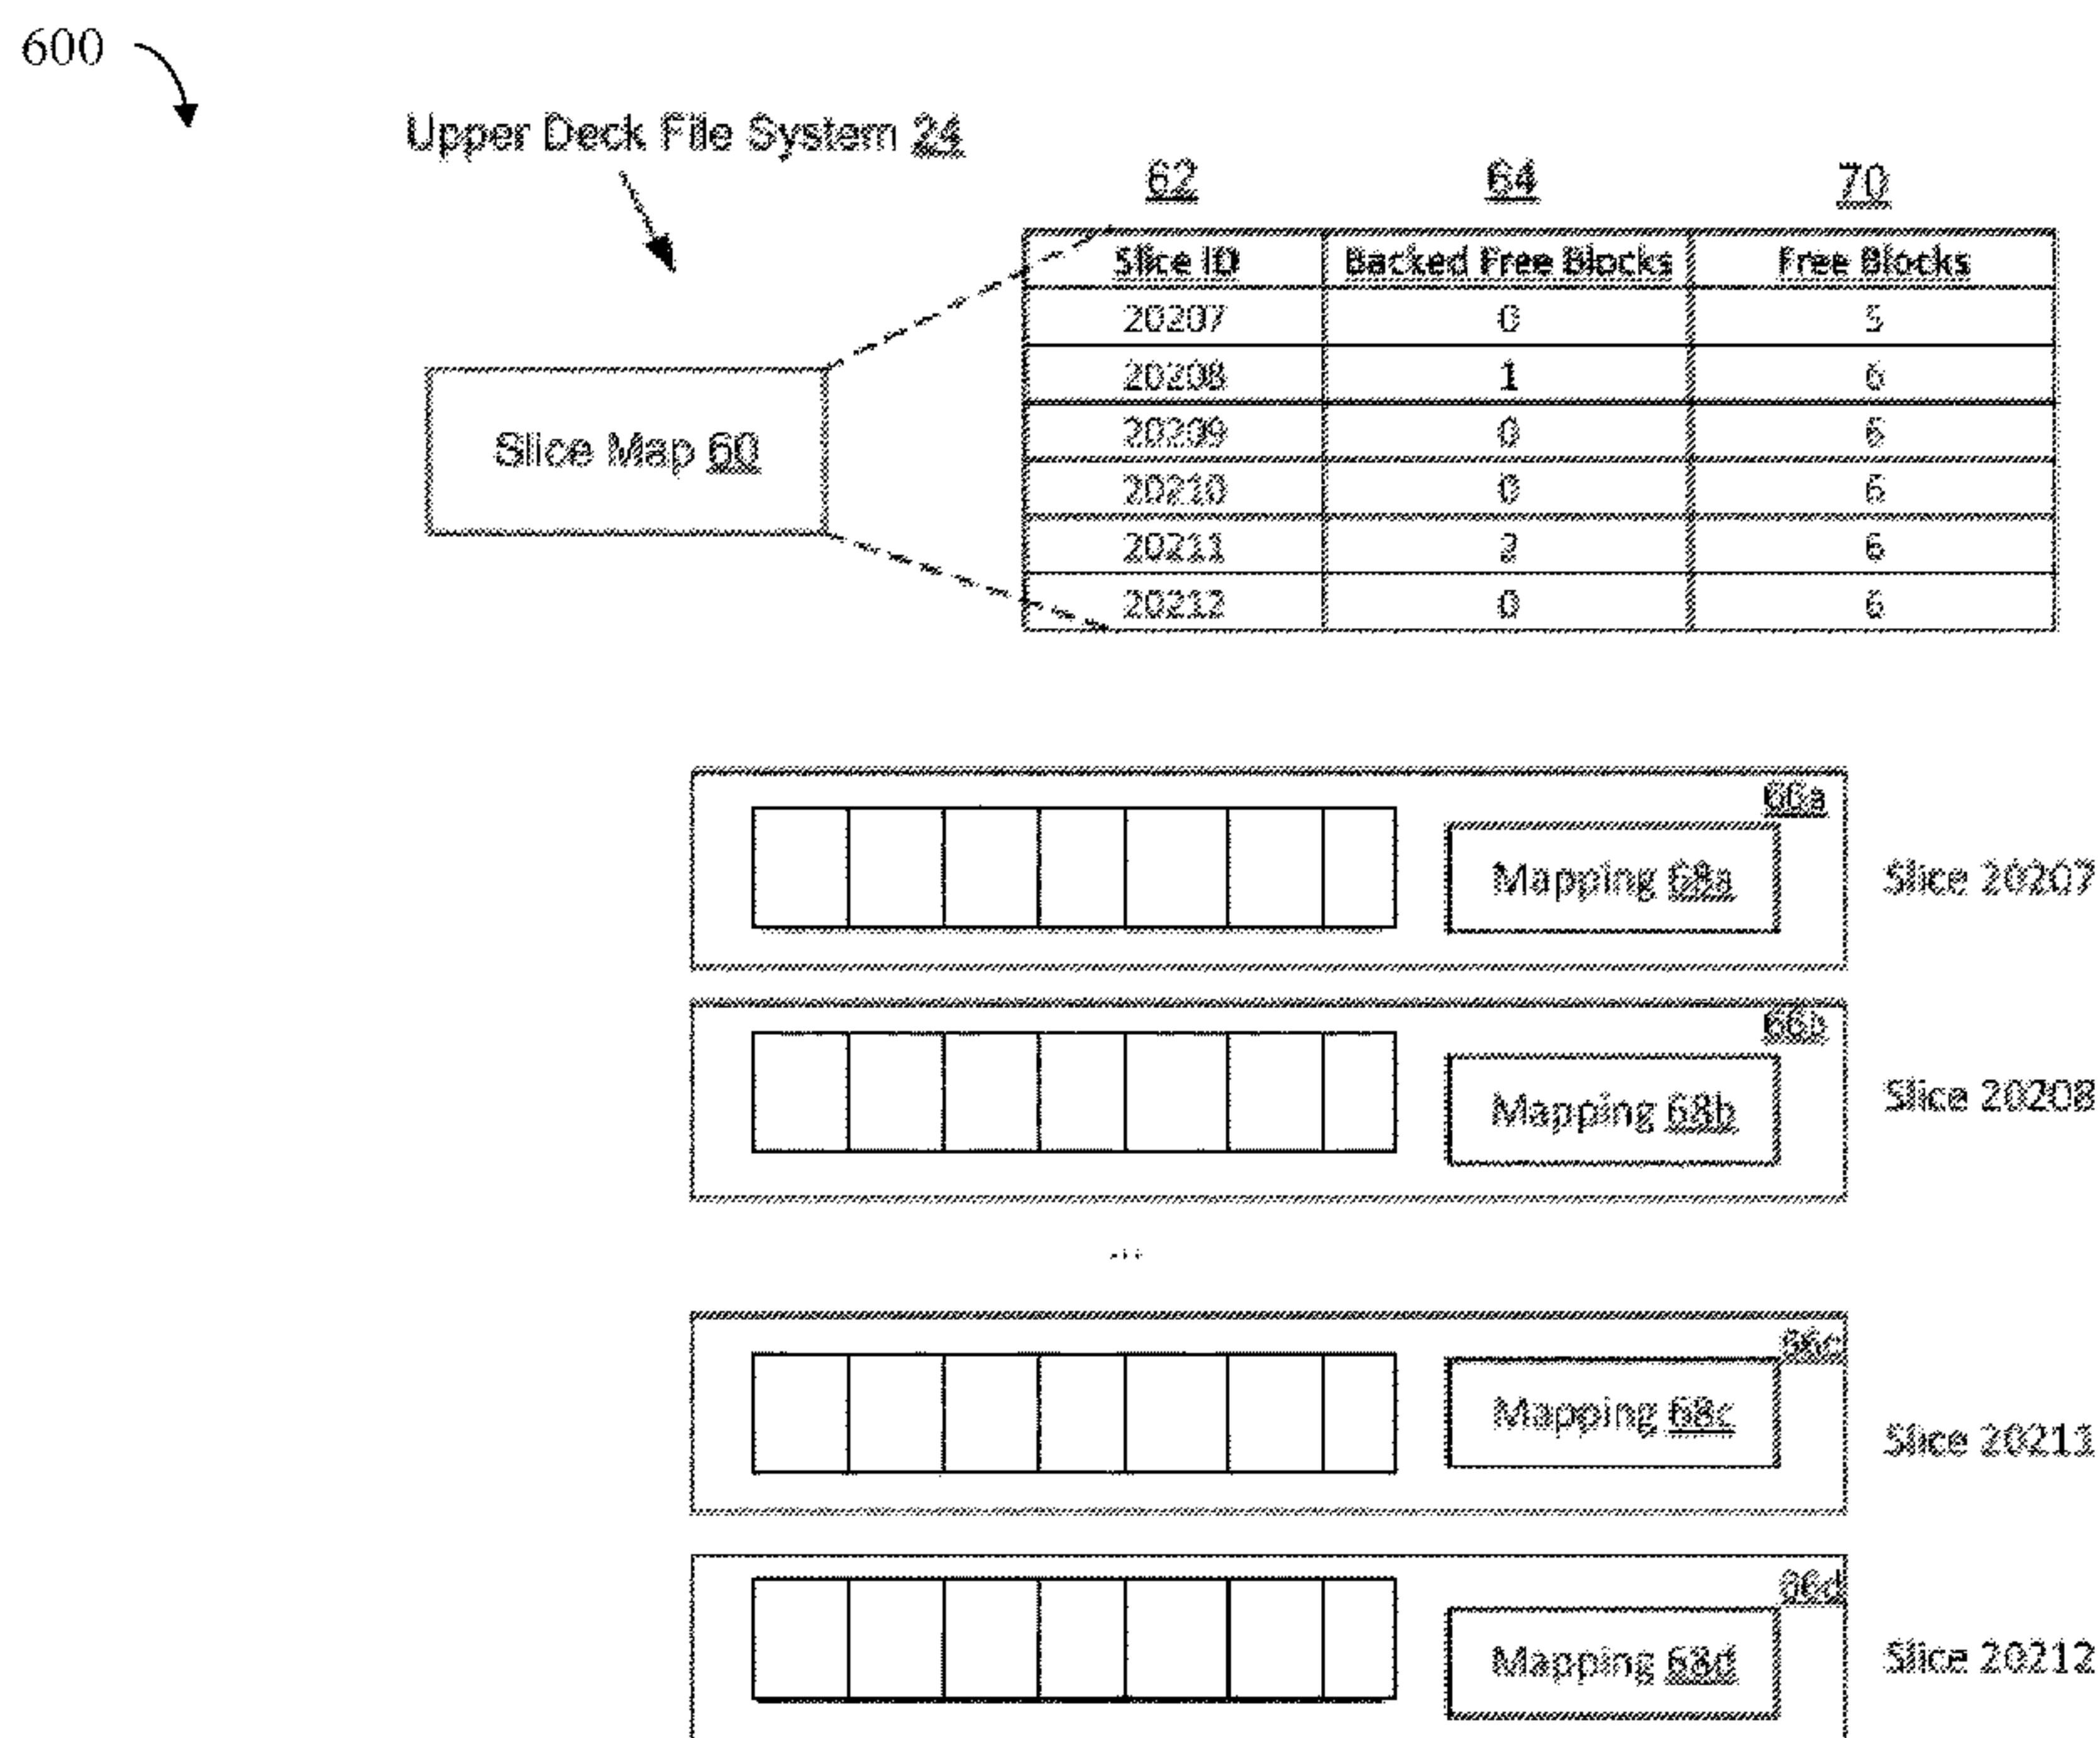 600
Upper Deck File System 24
62 64 70
Slice ID Backed Free Blocks Free Blocks
20207 0 5
20208 1 6
20209 0 6
20210 0 6
20211 2 6
20212 0 6
Slice Map 60
66a
Mapping 68a
Slice 20207
66b
Mapping 68b
Slice 20208
...
66c
Mapping 68c
Slice 20211
66d
Mapping 68d
Slice 20212